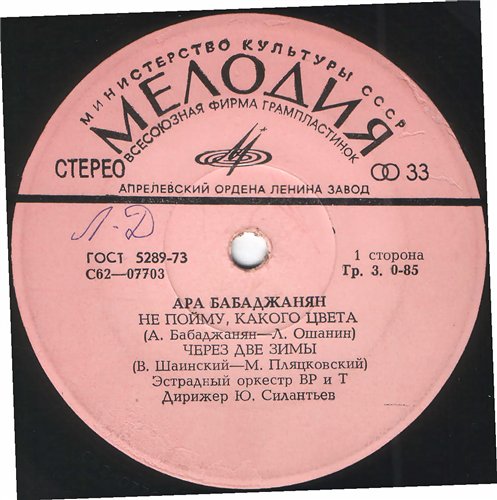 МИНИСТЕРСТВО КУЛЬТУРЫ СССР
МЕЛОДИЯ
ВСЕСОЮЗНАЯ ФИРМА ГРАМПЛАСТИНОК
СТЕРЕО
33
АПРЕЛЕВСКИЙ ОРДЕНА ЛЕНИНА ЗАВОД
Л.-Д
ГОСТ 5289-73
С62—07703
1 сторона
Гр. 3. 0-85
АРА БАБАДЖАНЯН
НЕ ПОЙМУ, КАКОГО ЦВЕТА
(А. Бабаджанян—Л. Ошанин)
ЧЕРЕЗ ДВЕ ЗИМЫ
(В. Шаинский—М. Пляцковский)
Эстрадный оркестр ВР и Т
Дирижер Ю. Силантьев